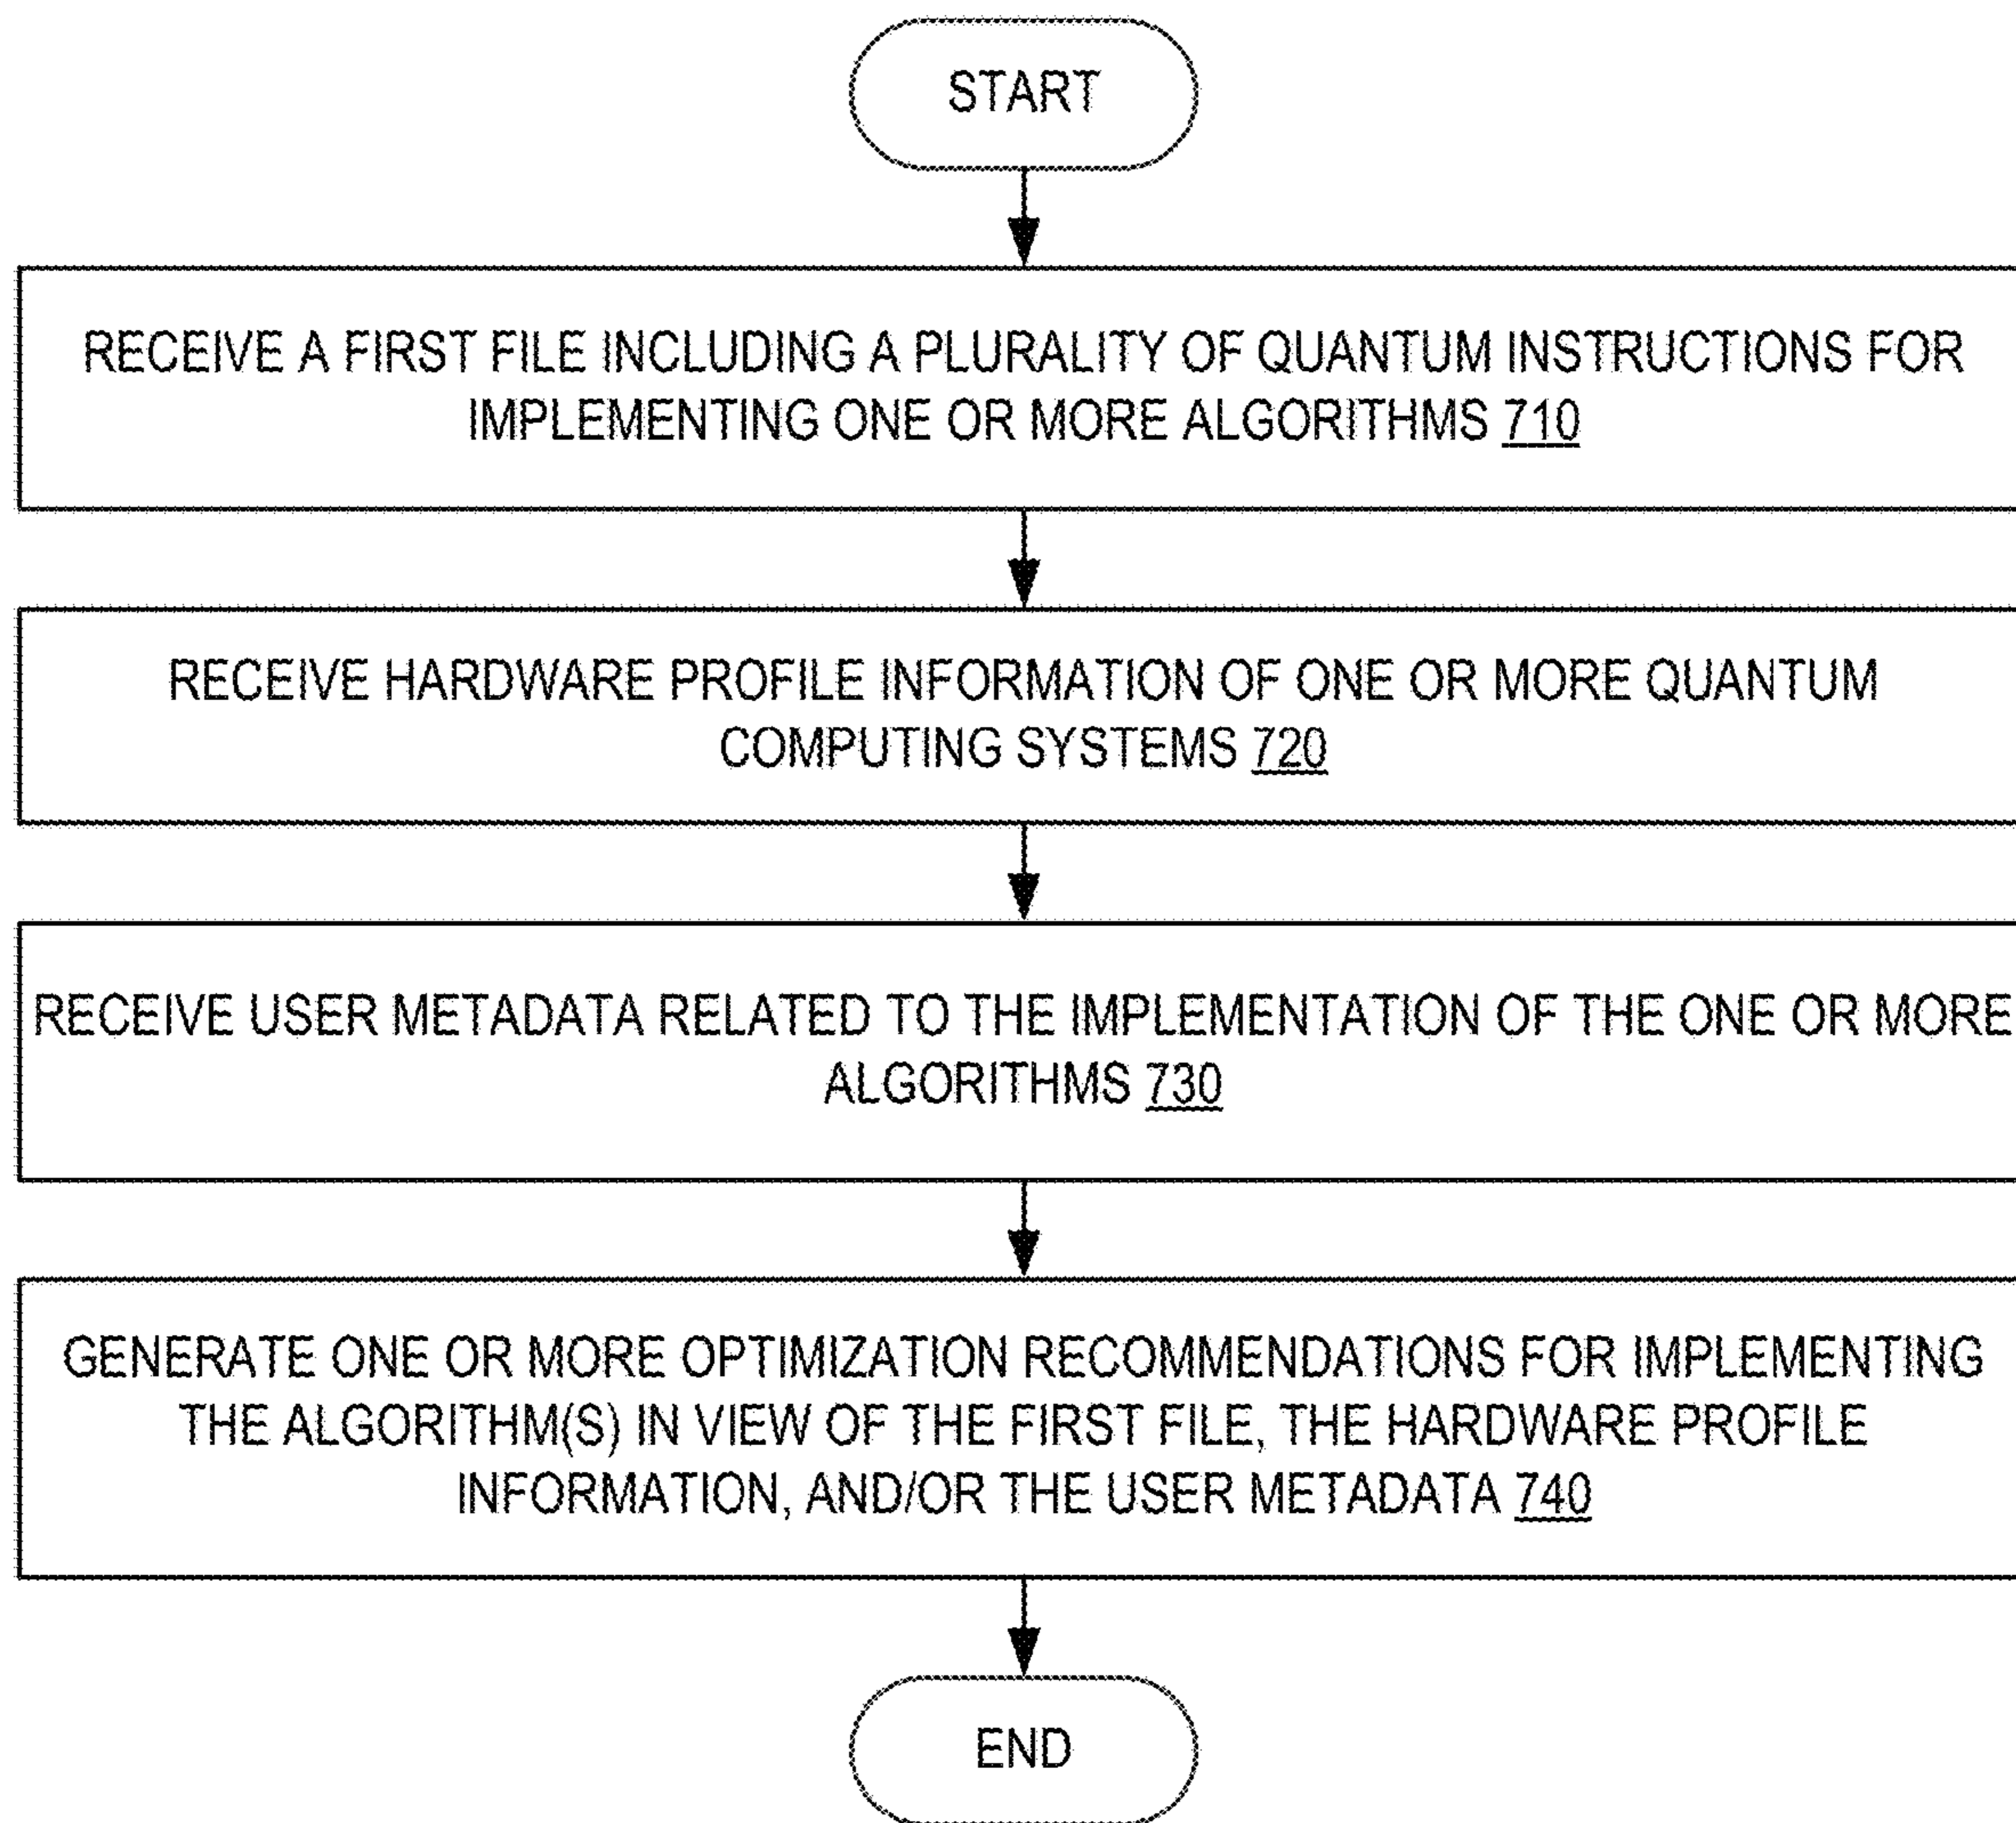 START
RECEIVE A FIRST FILE INCLUDING A PLURALITY OF QUANTUM INSTRUCTIONS FOR
IMPLEMENTING ONE OR MORE ALGORITHMS 710
RECEIVE HARDWARE PROFILE INFORMATION OF ONE OR MORE QUANTUM
COMPUTING SYSTEMS 720
RECEIVE USER METADATA RELATED TO THE IMPLEMENTATION OF THE ONE OR MORE
ALGORITHMS 730
GENERATE ONE OR MORE OPTIMIZATION RECOMMENDATIONS FOR IMPLEMENTING
THE ALGORITHM(S) IN VIEW OF THE FIRST FILE, THE HARDWARE PROFILE
INFORMATION, AND/OR THE USER METADATA 740
END